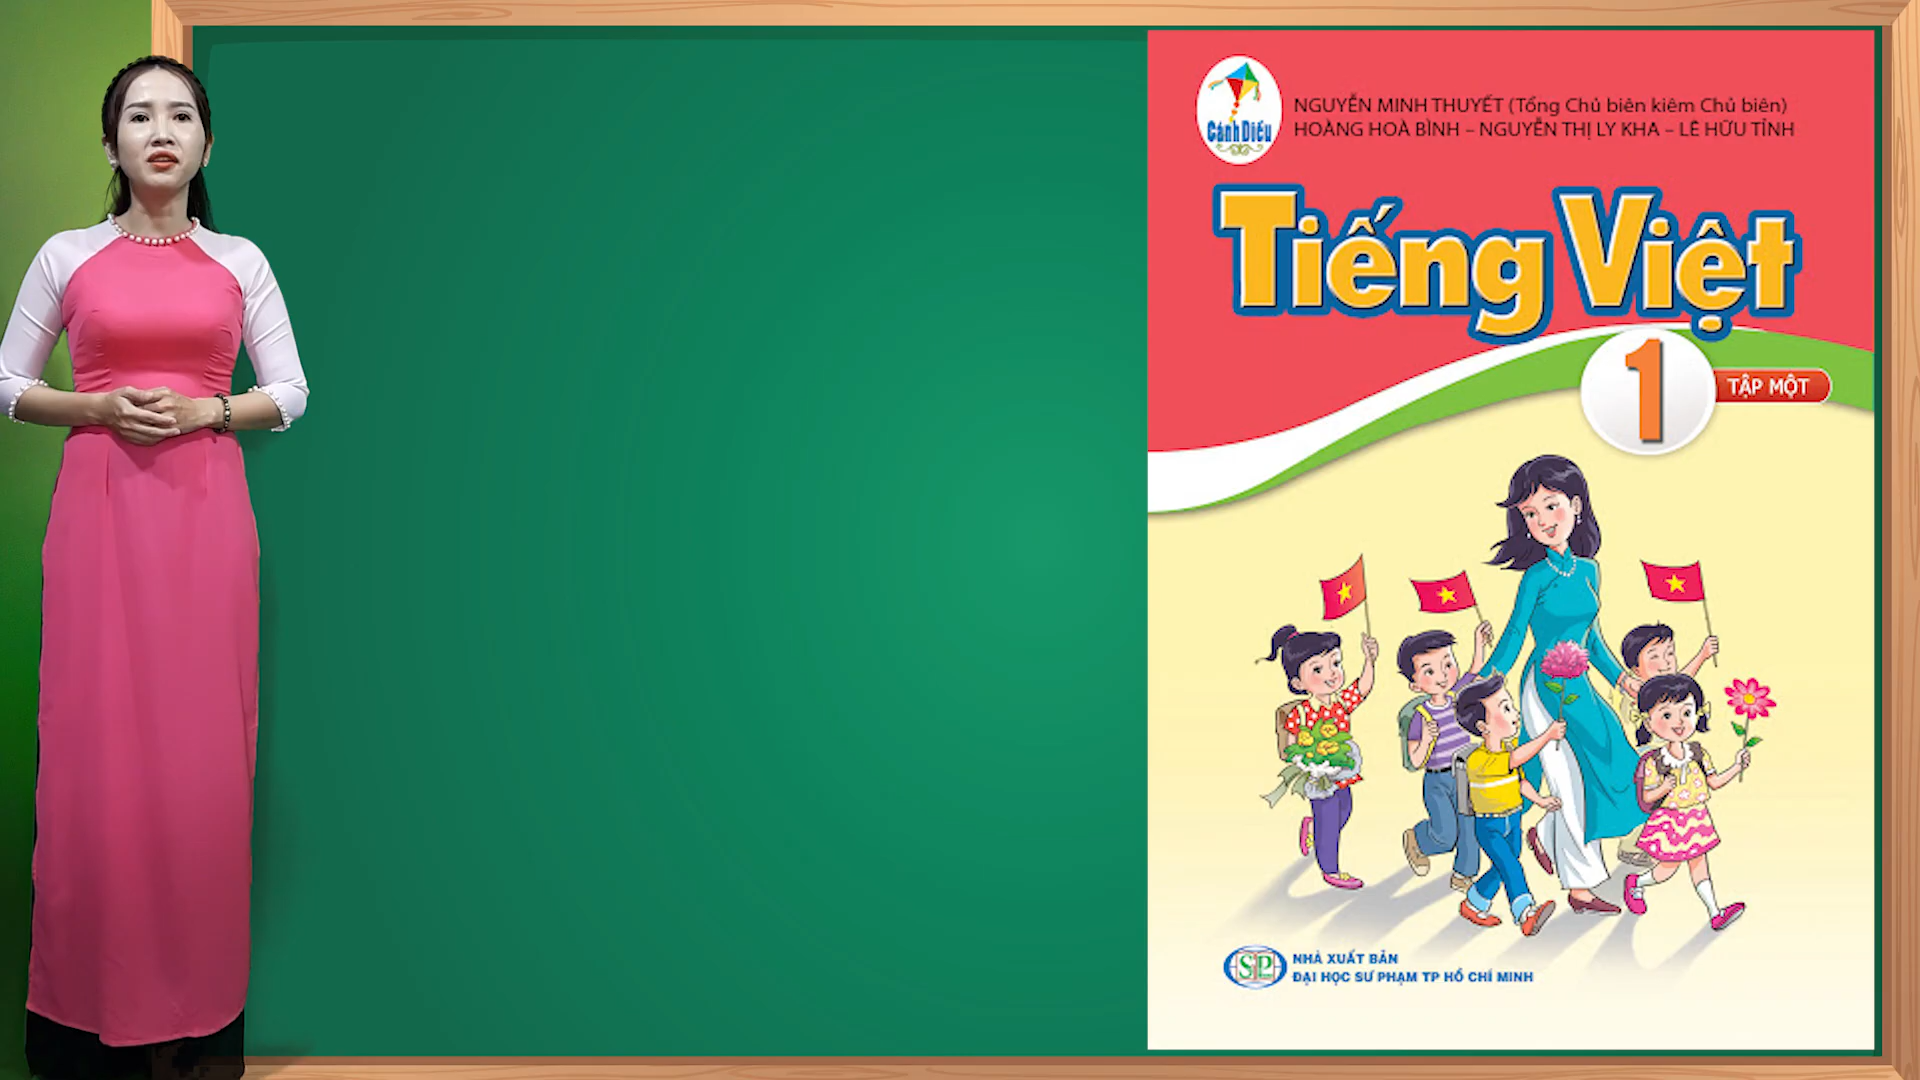 Cánh Diều
NGUYỄN MINH THUYẾT (Tổng Chủ biên kiêm Chủ biên)
HOÀNG HOÀ BÌNH – NGUYỄN THỊ LY KHA – LÊ HỮU TỈNH
Tiếng Việt
1
TẬP MỘT
SP
NHÀ XUẤT BẢN
ĐẠI HỌC SƯ PHẠM TP HỒ CHÍ MINH